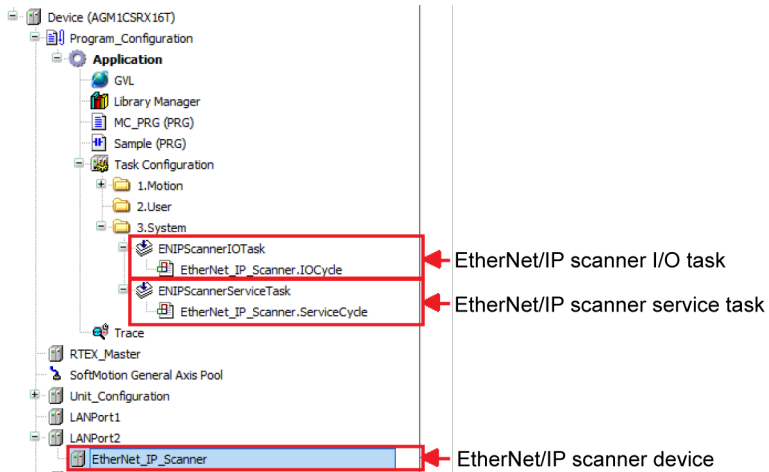 Device (AGM1CSRX16T)
Program_Configuration
Application
GVL
Library Manager
MC_PRG (PRG)
Sample (PRG)
Task Configuration
1.Motion
2.User
3.System
ENIPScannerIOTask
EtherNet/IP scanner I/O task
EtherNet_IP_Scanner.IOCycle
ENIPScannerServiceTask
EtherNet/IP scanner service task
EtherNet_IP_Scanner.ServiceCycle
Trace
RTEX_Master
SoftMotion General Axis Pool
Unit_Configuration
LANPort1
LANPort2
EtherNet_IP_Scanner
EtherNet/IP scanner device